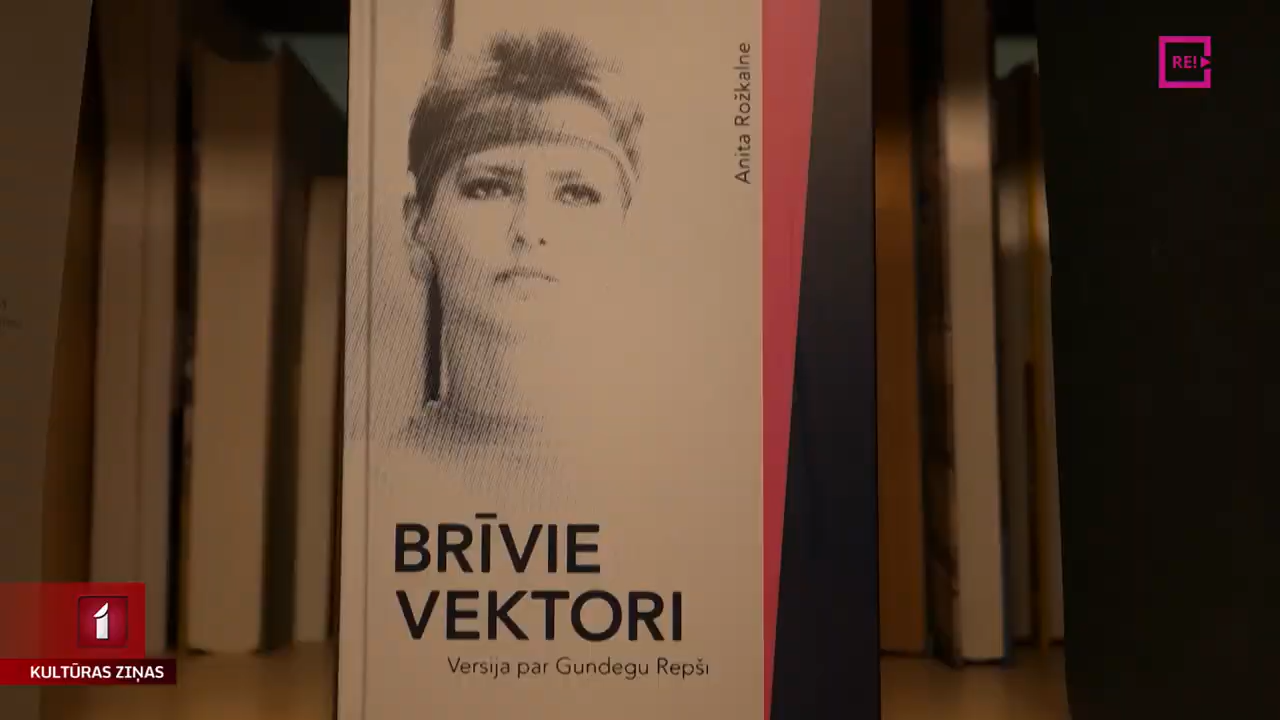 RE!
Anita Rožkalne
BRĪVIE
VEKTORI
Versija par Gundegu Repši
1
KULTŪRAS ZIŅAS